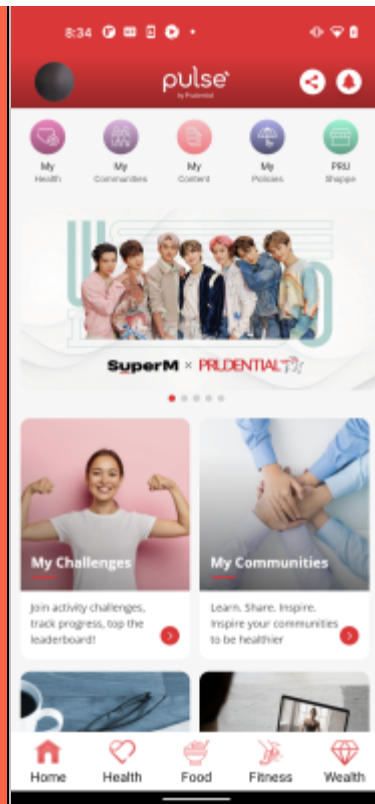 8:34
pulse
by Prudential
My
Health
My
Communities
My
Content
My
Policies
PRU
Shoppe
SuperM × PRUDENTIAL
My Challenges
Join activity challenges,
track progress, top the
leaderboard!
My Communities
Learn. Share. Inspire.
Inspire your communities
to be healthier
Home
Health
Food
Fitness
Wealth